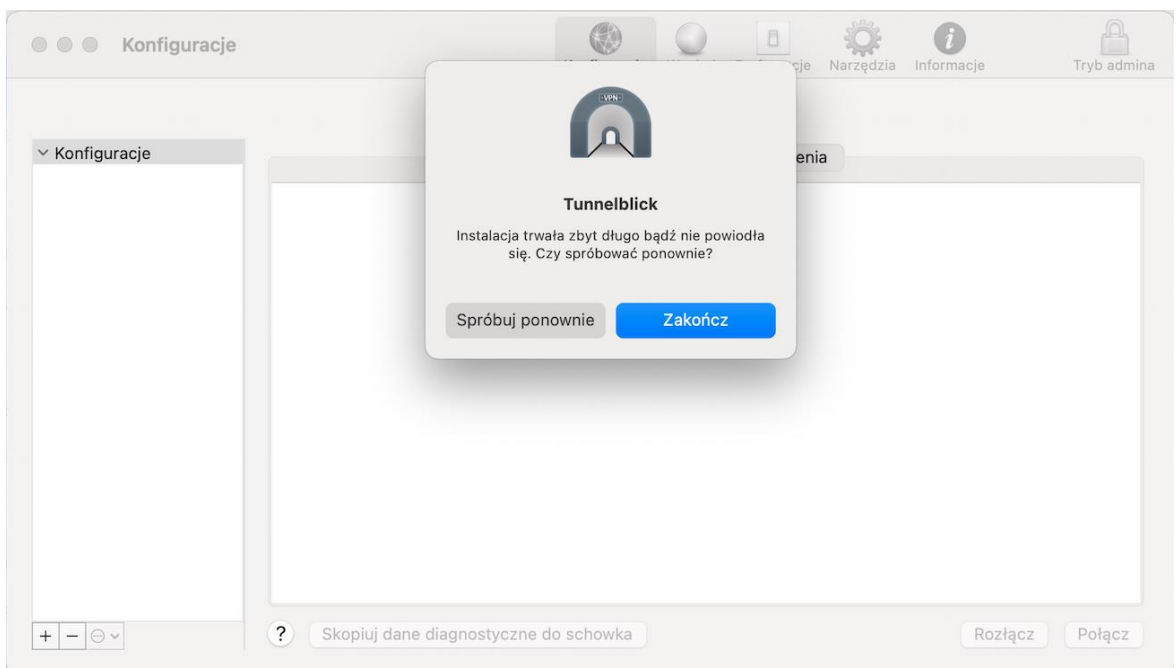 Konfiguracje
cje
Narzędzia
Informacje
Tryb admina
VPN
Konfiguracje
enia
Tunnelblick
Instalacja trwała zbyt długo bądź nie powiodła
się. Czy spróbować ponownie?
Spróbuj ponownie
Zakończ
+ −
?
Skopiuj dane diagnostyczne do schowka
Rozłącz
Połącz